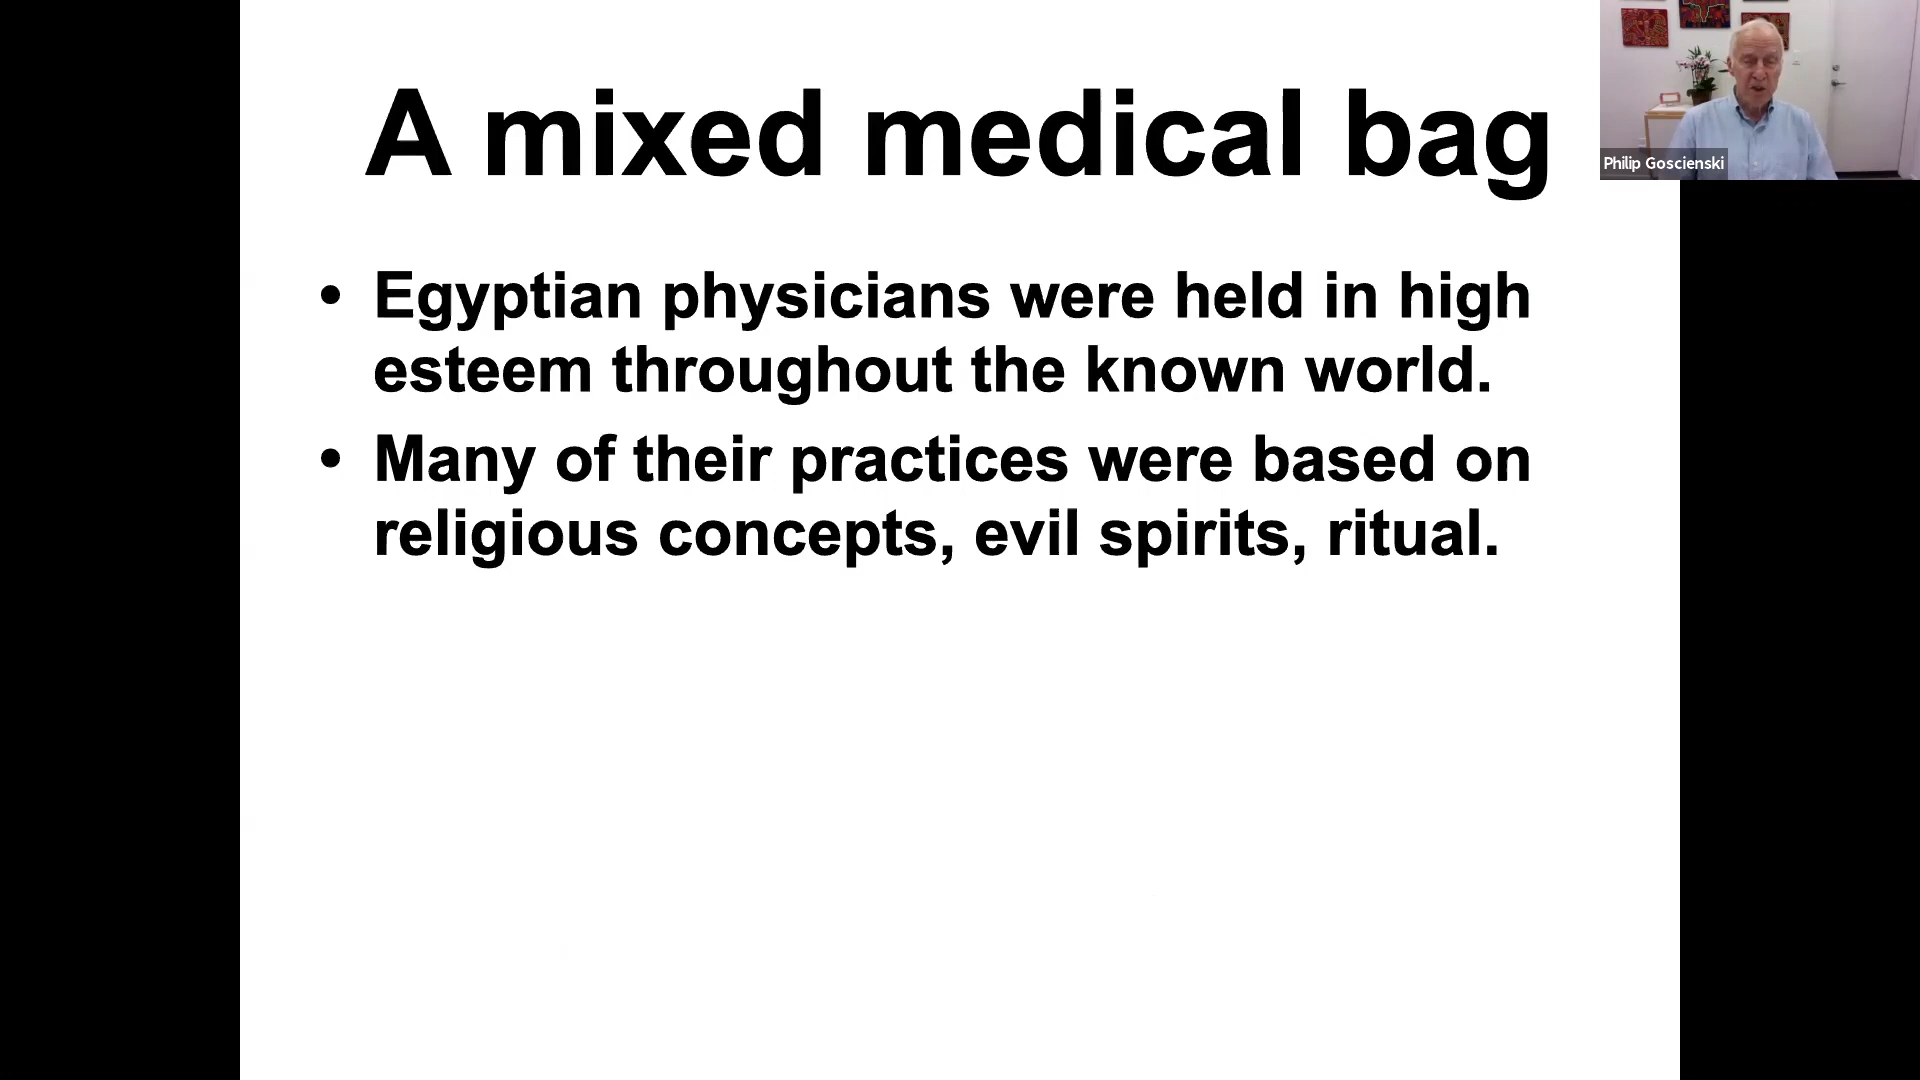 A mixed medical bag
• Egyptian physicians were held in high
esteem throughout the known world.
• Many of their practices were based on
religious concepts, evil spirits, ritual.
Philip Goscienski